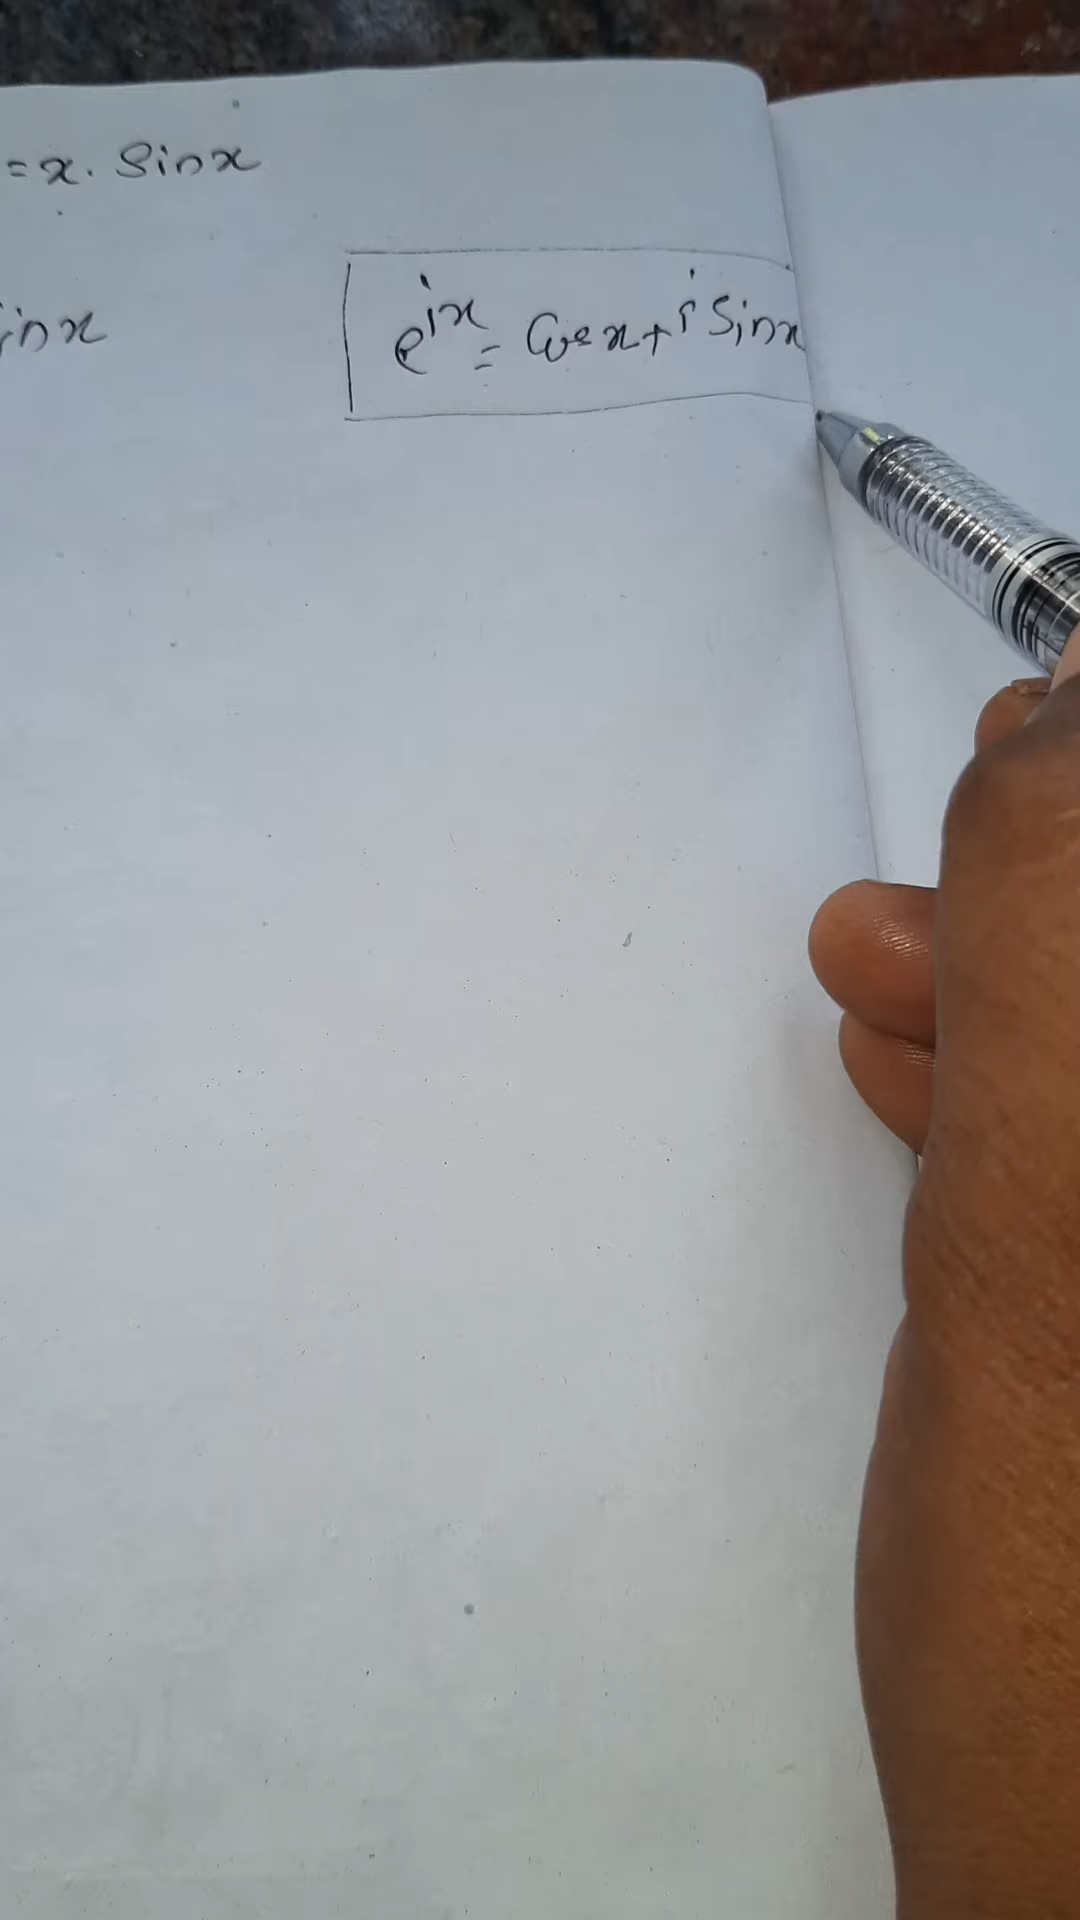 =x. Sinx
inx
e^ix = Cosx+i Sinx